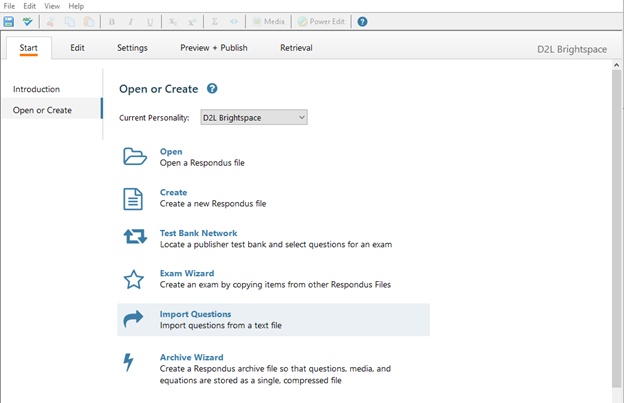 File Edit View Help
B I U X₂ Xˢ Σ <> Media Power Edit ?
Start Edit Settings Preview + Publish Retrieval D2L Brightspace
Introduction
Open or Create
Open or Create ?
Current Personality: D2L Brightspace
Open
Open a Respondus file
Create
Create a new Respondus file
Test Bank Network
Locate a publisher test bank and select questions for an exam
Exam Wizard
Create an exam by copying items from other Respondus Files
Import Questions
Import questions from a text file
Archive Wizard
Create a Respondus archive file so that questions, media, and
equations are stored as a single, compressed file